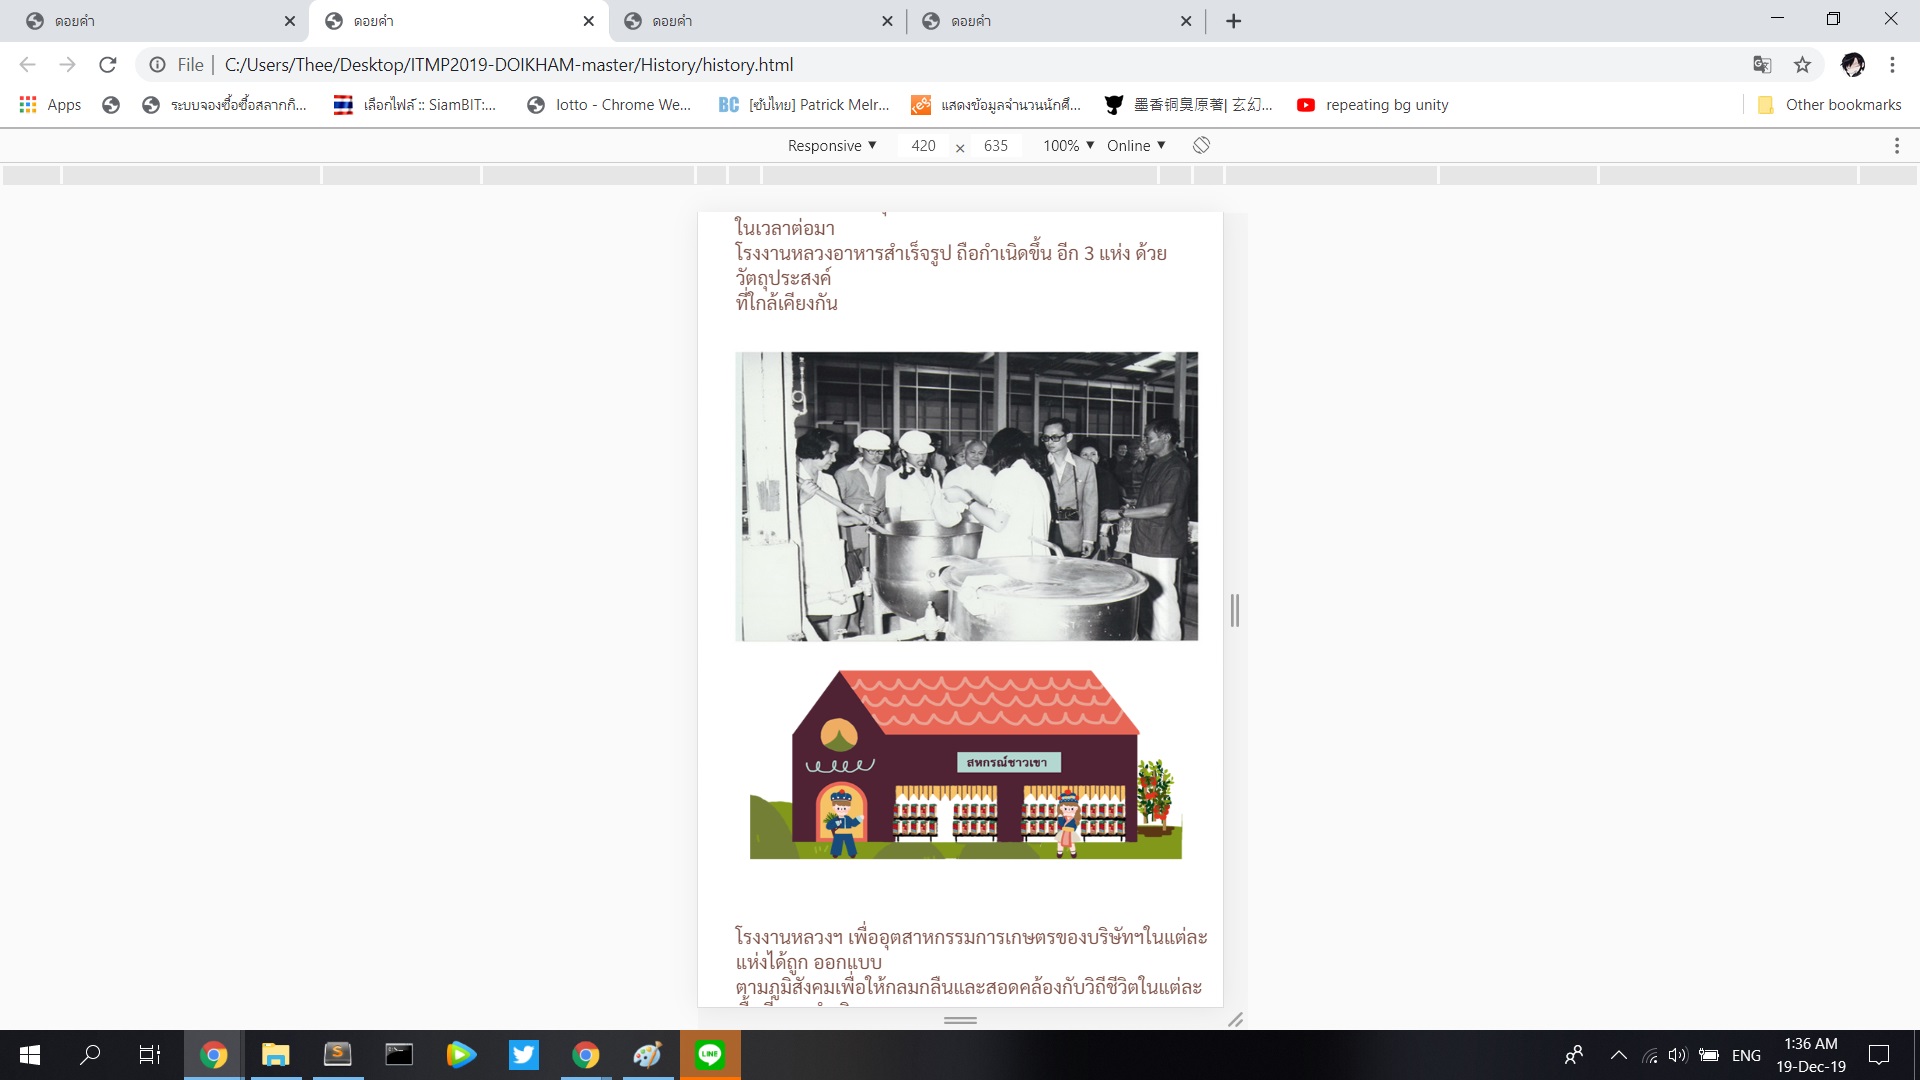 ดอยคำ
ดอยคำ
ดอยคำ
ดอยคำ
File | C:/Users/Thee/Desktop/ITMP2019-DOIKHAM-master/History/history.html
Apps
ระบบจองซื้อซื้อสลากกิ...
เลือกไฟล์ :: SiamBIT:...
lotto - Chrome We...
[ซับไทย] Patrick Melr...
แสดงข้อมูลจำนวนนักศึ...
墨香铜臭原著| 玄幻...
repeating bg unity
Other bookmarks
Responsive ▼ 420 × 635 100% ▼ Online ▼
ในเวลาต่อมา
โรงงานหลวงอาหารสำเร็จรูป ถือกำเนิดขึ้น อีก 3 แห่ง ด้วย
วัตถุประสงค์
ที่ใกล้เคียงกัน
สหกรณ์ชาวเขา
โรงงานหลวงฯ เพื่ออุตสาหกรรมการเกษตรของบริษัทฯในแต่ละ
แห่งได้ถูก ออกแบบ
ตามภูมิสังคมเพื่อให้กลมกลืนและสอดคล้องกับวิถีชีวิตในแต่ละ
LINE
ENG
1:36 AM
19-Dec-19